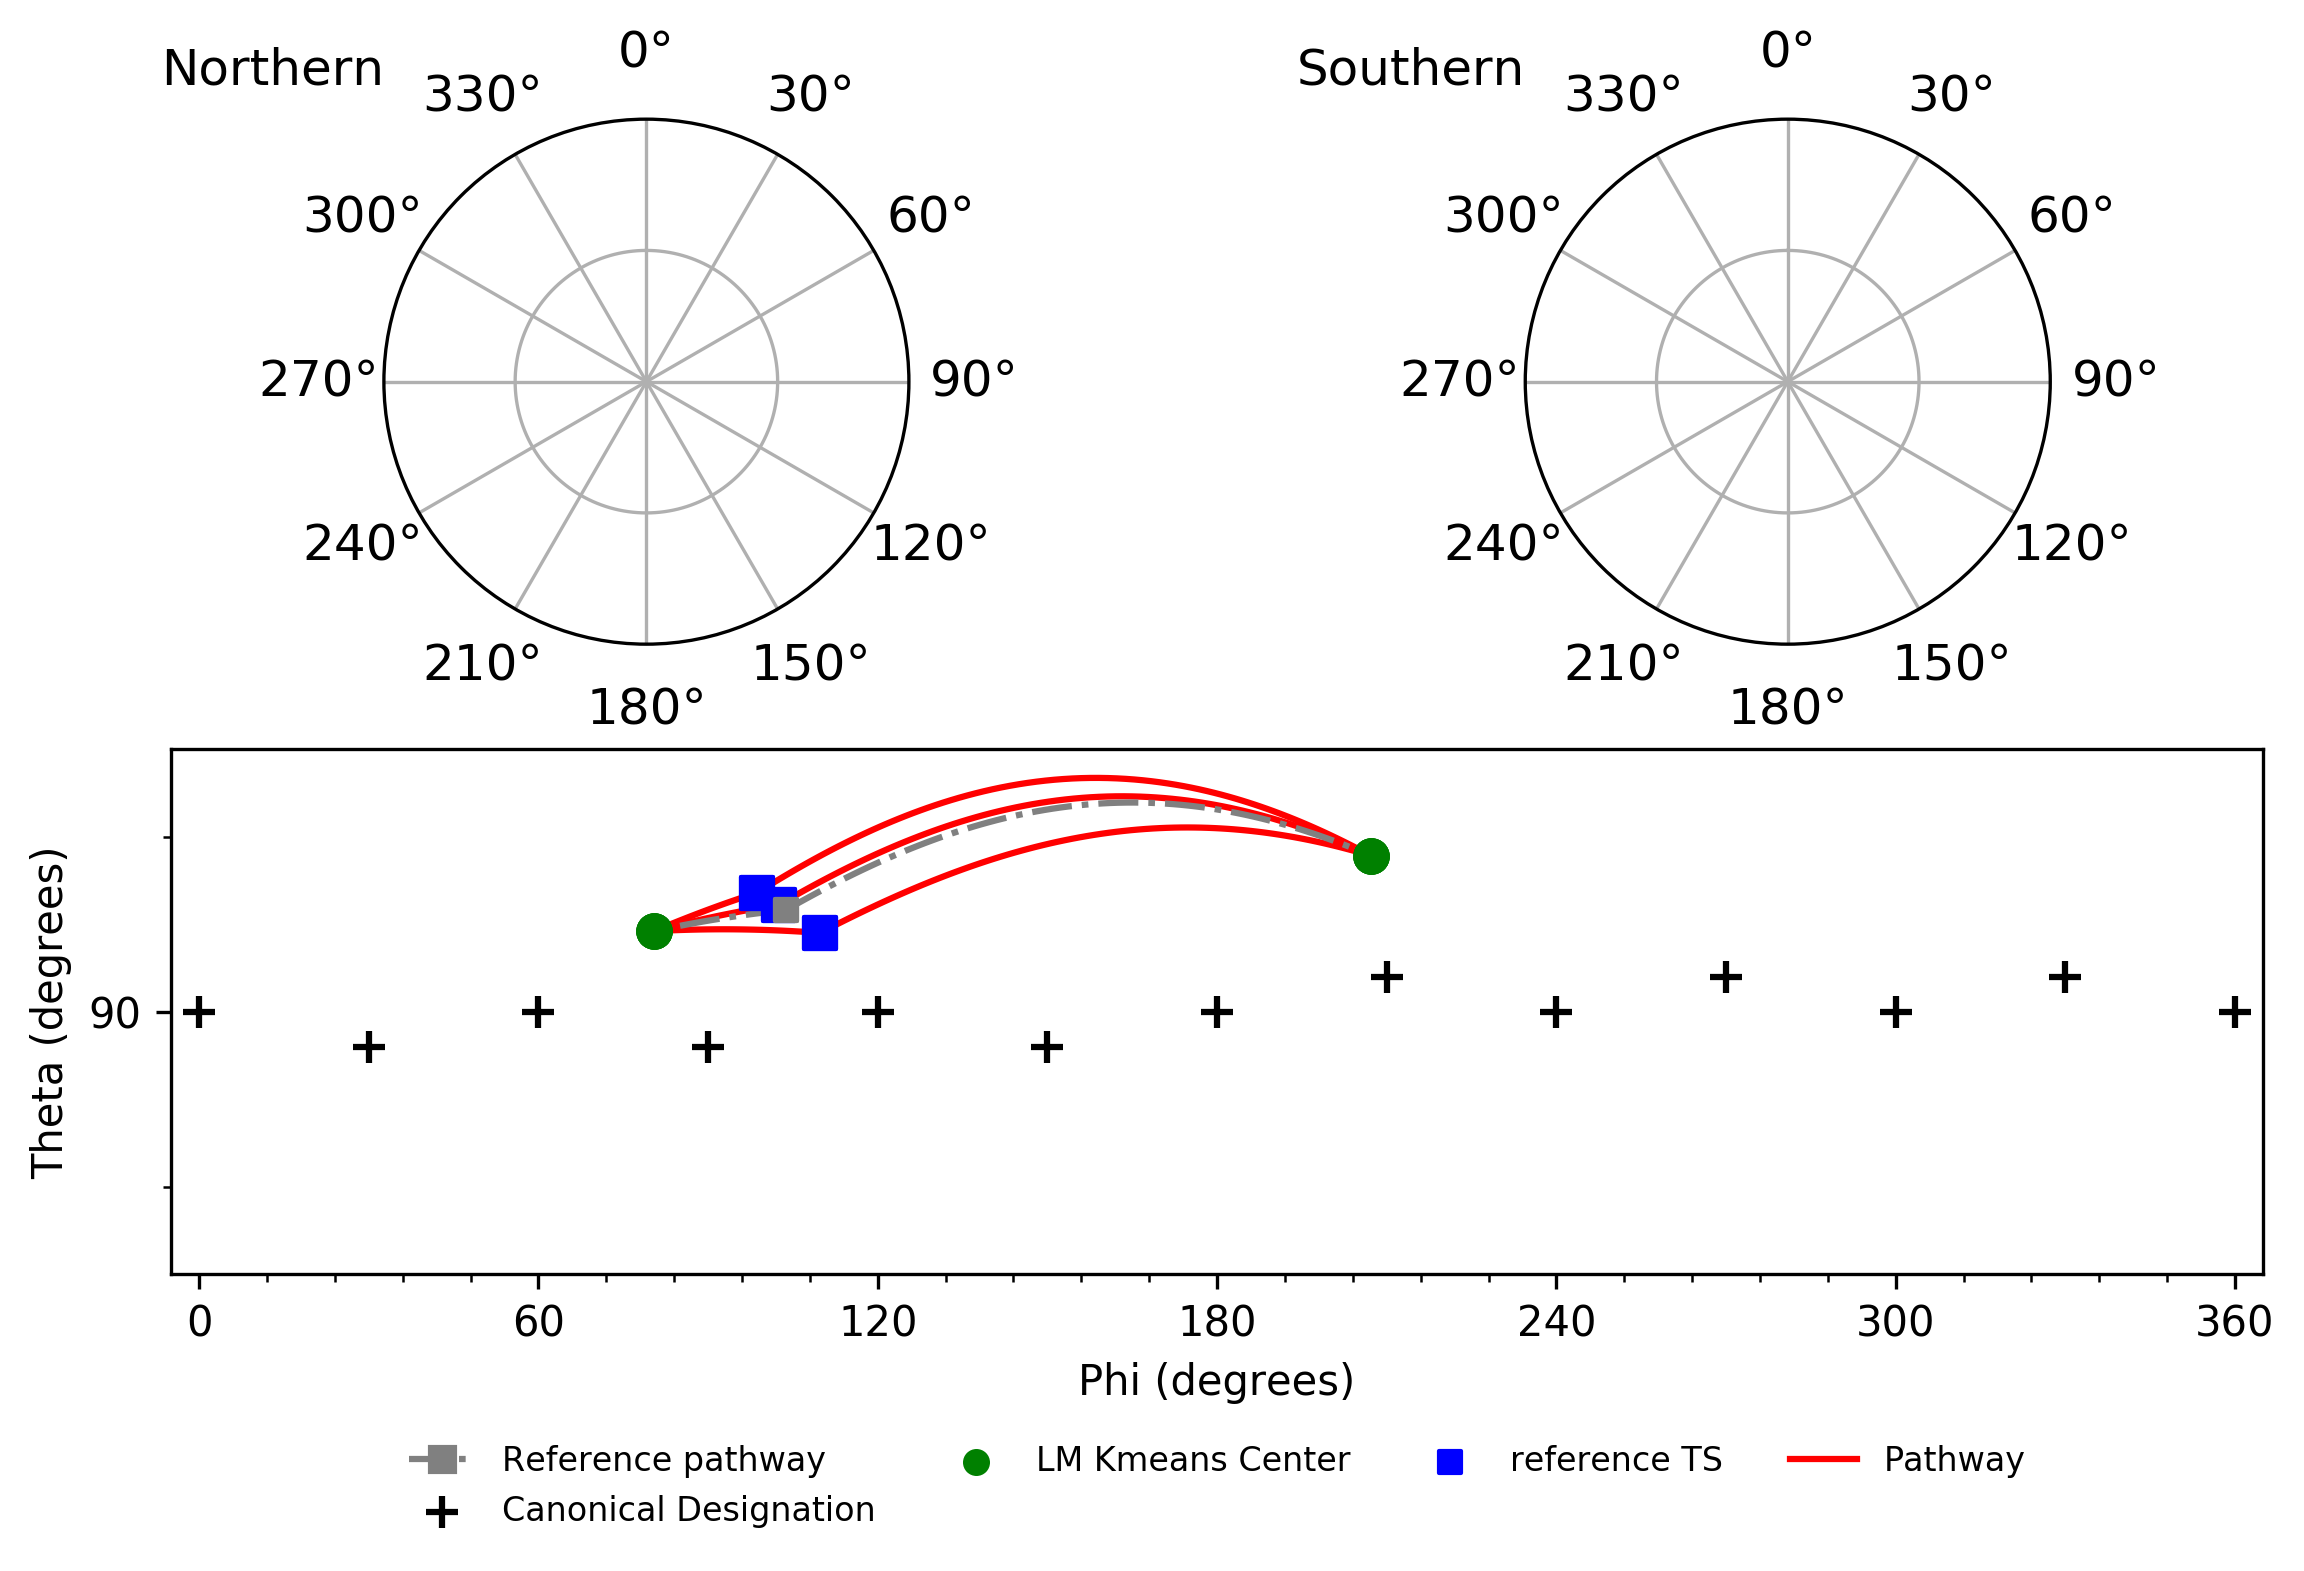 Northern
0°
30°
60°
90°
120°
150°
180°
210°
240°
270°
300°
330°
Southern
0°
30°
60°
90°
120°
150°
180°
210°
240°
270°
300°
330°
Theta (degrees)
90
0 60 120 180 240 300 360
Phi (degrees)
Reference pathway
Canonical Designation
LM Kmeans Center
reference TS
Pathway